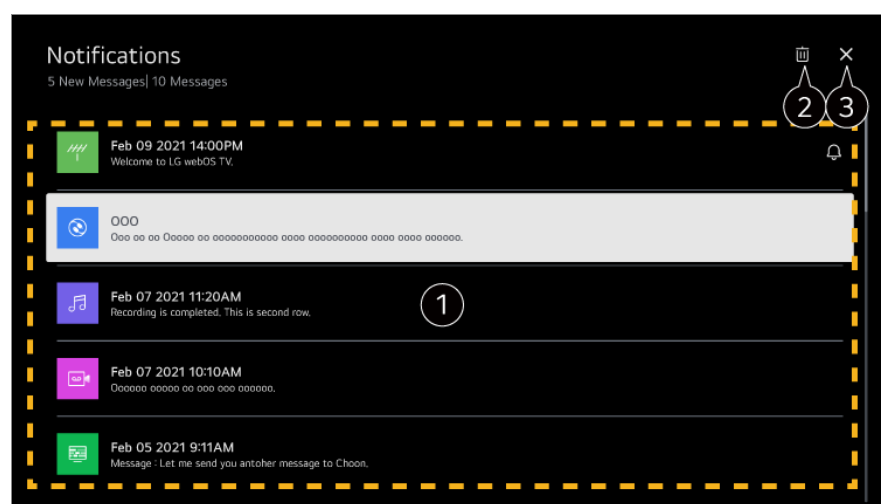 Notifications
5 New Messages| 10 Messages
2 3
Feb 09 2021 14:00PM
Welcome to LG webOS TV.
OOO
Ooo oo oo Ooooo oo ooooooooooo oooo oooooooooo oooo oooo oooooo.
Feb 07 2021 11:20AM
Recording is completed. This is second row.
1
Feb 07 2021 10:10AM
Oooooo ooooo oo ooo ooo oooooo.
Feb 05 2021 9:11AM
Message : Let me send you antoher message to Choon.